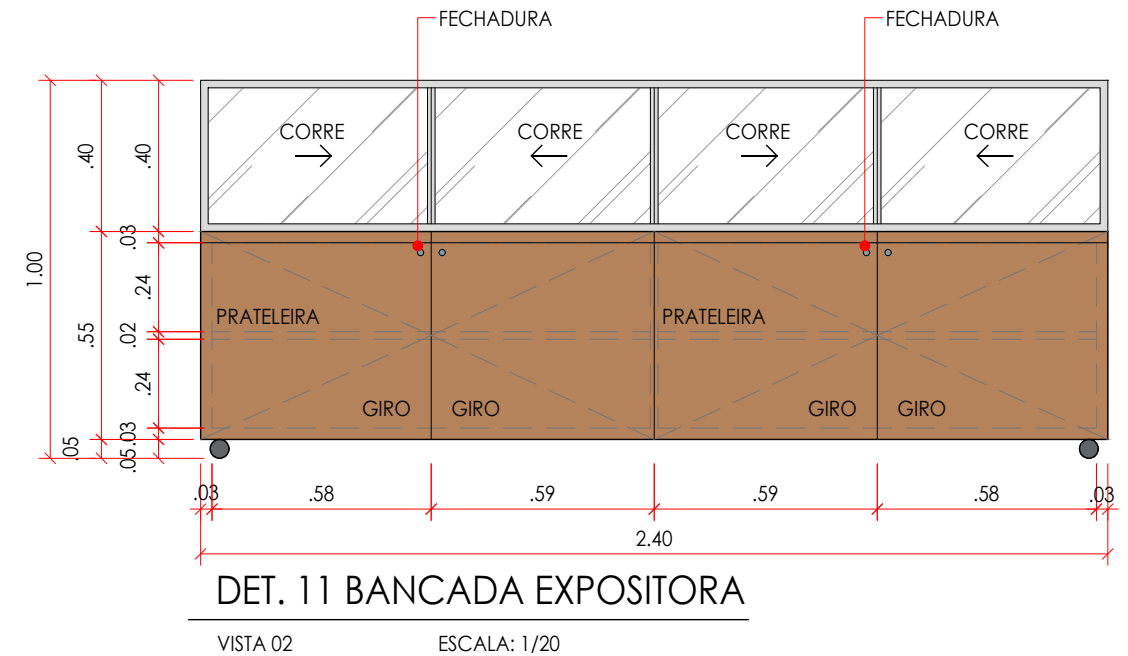 FECHADURA FECHADURA
CORRE CORRE CORRE CORRE
.40 .40
.03
1.00
.24
PRATELEIRA PRATELEIRA
.55 .02
.24
GIRO GIRO GIRO GIRO
.03
.05 .05
.03 .58 .59 .59 .58 .03
2.40
DET. 11 BANCADA EXPOSITORA
VISTA 02 ESCALA: 1/20